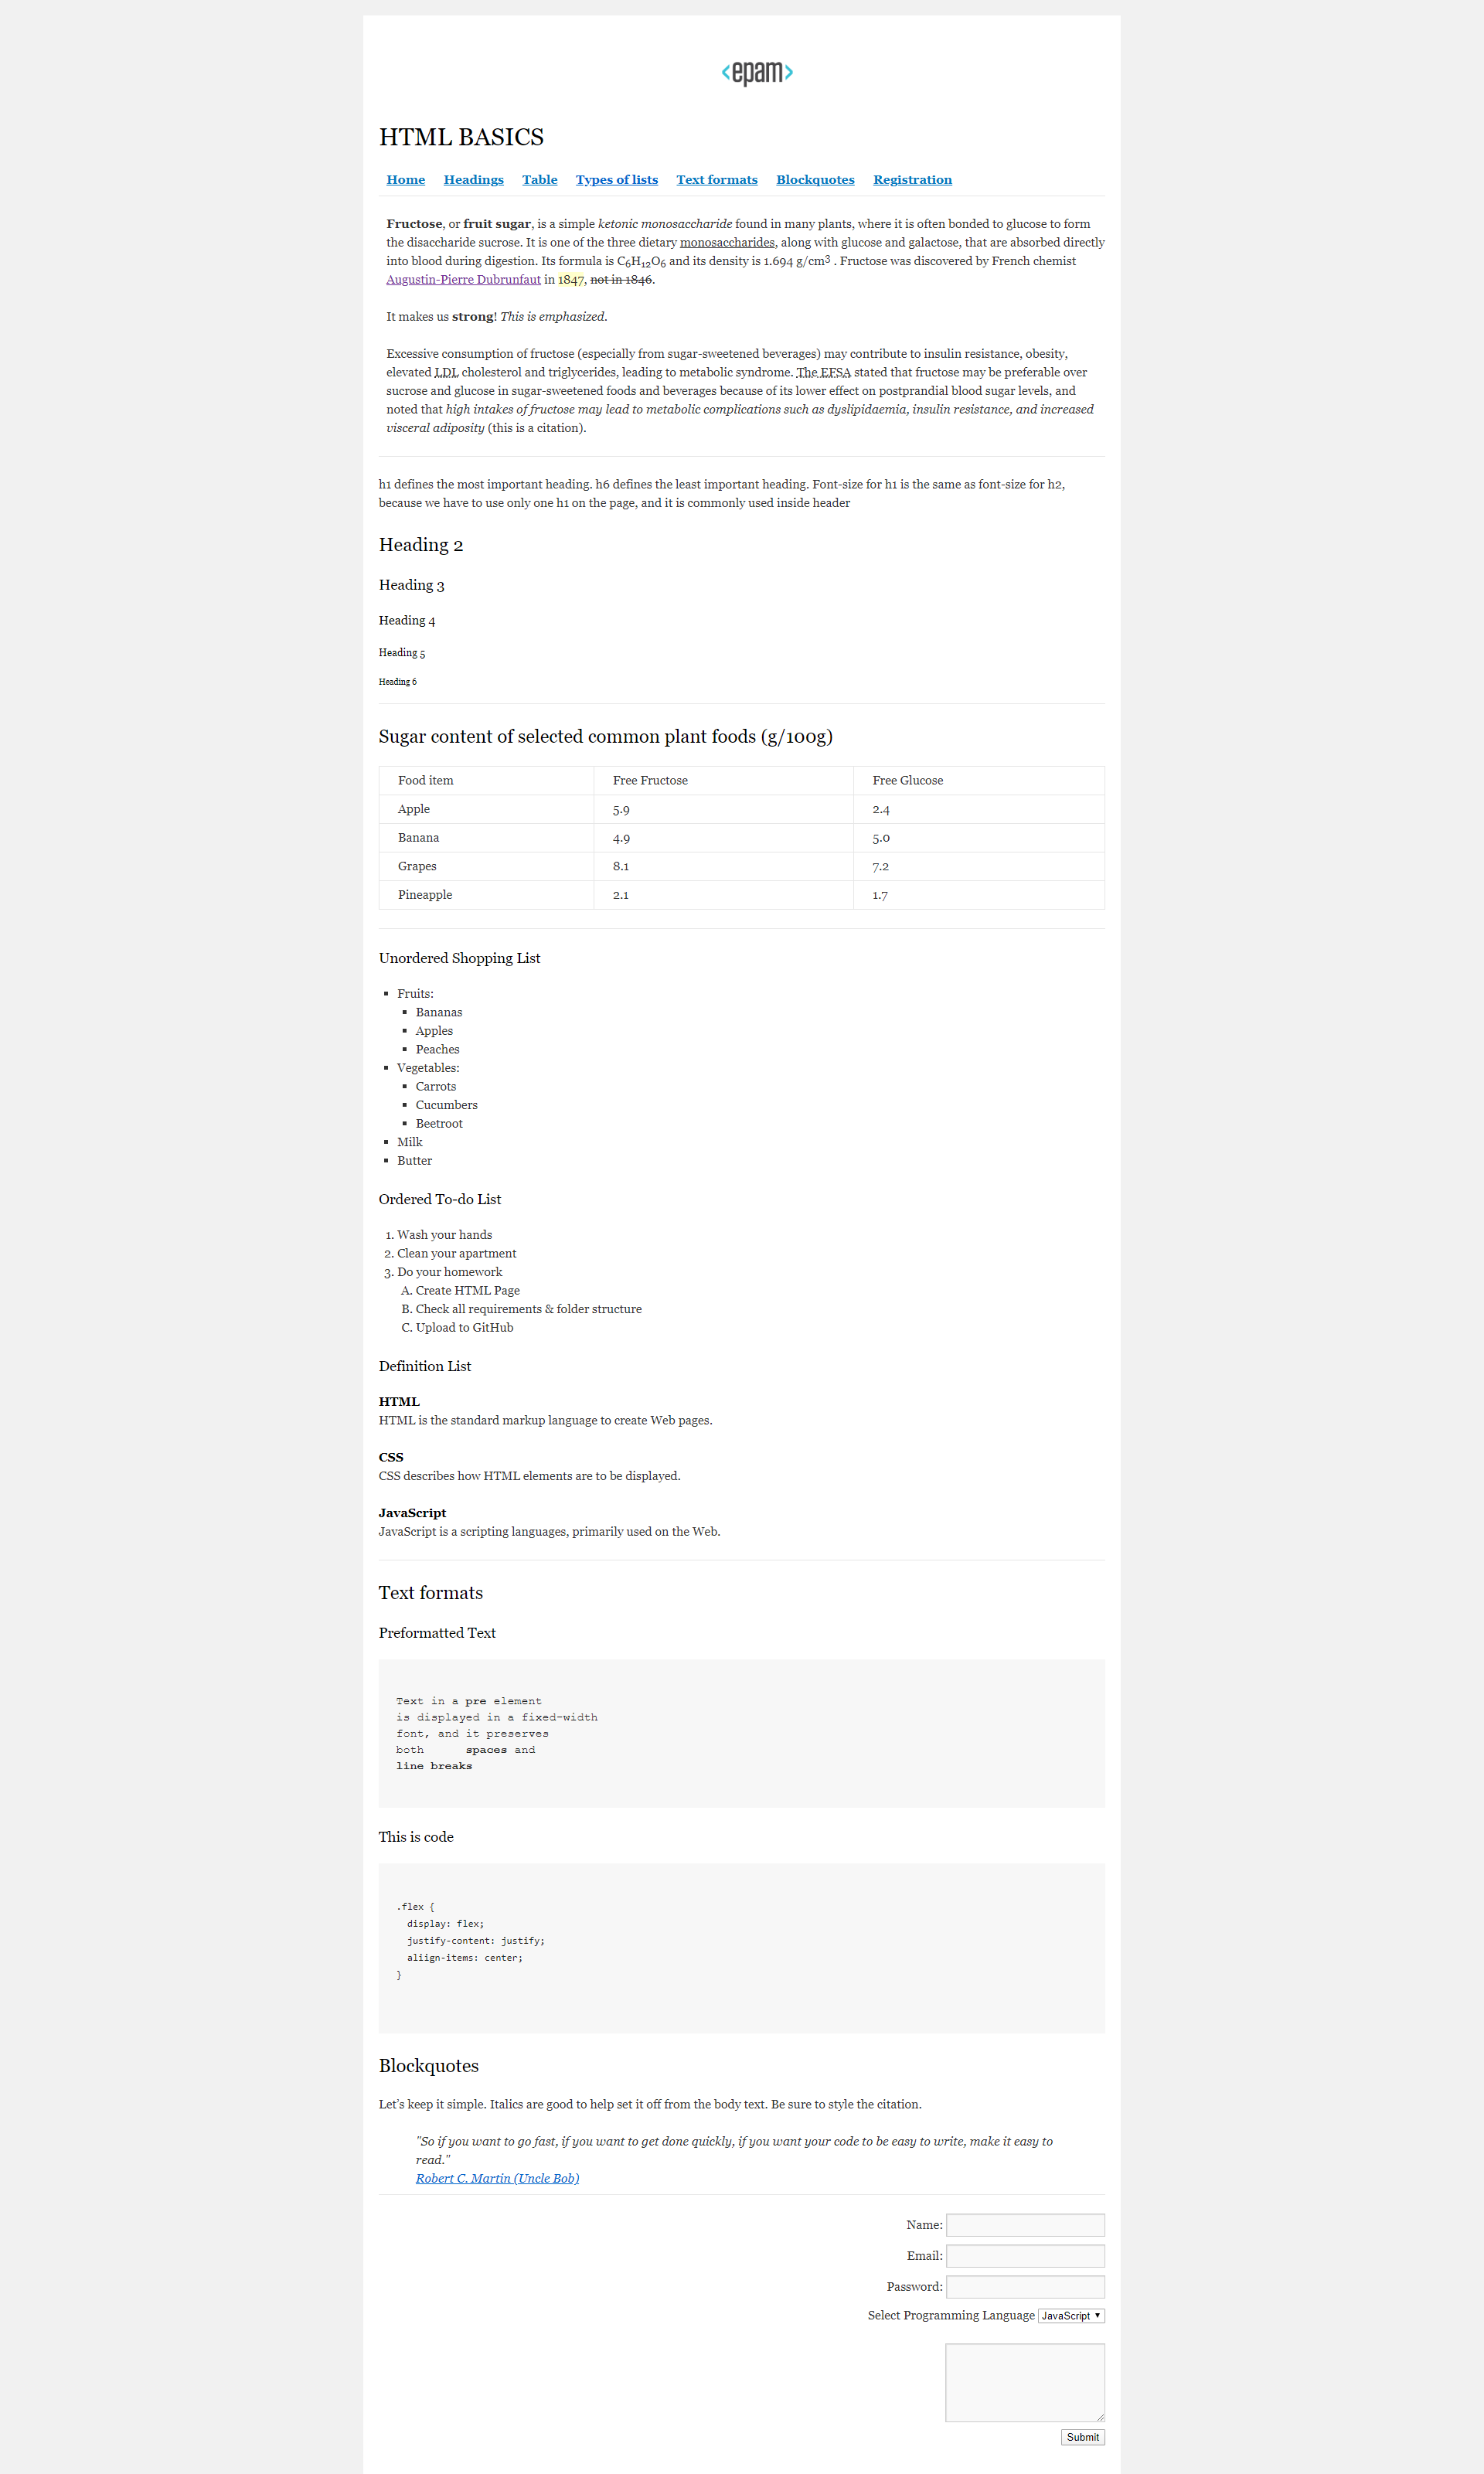 <epam>
HTML BASICS
Home Headings Table Types of lists Text formats Blockquotes Registration
Fructose, or fruit sugar, is a simple ketonic monosaccharide found in many plants, where it is often bonded to glucose to form
the disaccharide sucrose. It is one of the three dietary monosaccharides, along with glucose and galactose, that are absorbed directly
into blood during digestion. Its formula is C₆H₁₂O₆ and its density is 1.694 g/cm³ . Fructose was discovered by French chemist
Augustin-Pierre Dubrunfaut in 1847, not in 1846.
It makes us strong! This is emphasized.
Excessive consumption of fructose (especially from sugar-sweetened beverages) may contribute to insulin resistance, obesity,
elevated LDL cholesterol and triglycerides, leading to metabolic syndrome. The EFSA stated that fructose may be preferable over
sucrose and glucose in sugar-sweetened foods and beverages because of its lower effect on postprandial blood sugar levels, and
noted that high intakes of fructose may lead to metabolic complications such as dyslipidaemia, insulin resistance, and increased
visceral adiposity (this is a citation).
h1 defines the most important heading. h6 defines the least important heading. Font-size for h1 is the same as font-size for h2,
because we have to use only one h1 on the page, and it is commonly used inside header
Heading 2
Heading 3
Heading 4
Heading 5
Heading 6
Sugar content of selected common plant foods (g/100g)
Food item Free Fructose Free Glucose
Apple 5.9 2.4
Banana 4.9 5.0
Grapes 8.1 7.2
Pineapple 2.1 1.7
Unordered Shopping List
▪ Fruits:
▪ Bananas
▪ Apples
▪ Peaches
▪ Vegetables:
▪ Carrots
▪ Cucumbers
▪ Beetroot
▪ Milk
▪ Butter
Ordered To-do List
1. Wash your hands
2. Clean your apartment
3. Do your homework
A. Create HTML Page
B. Check all requirements & folder structure
C. Upload to GitHub
Definition List
HTML
HTML is the standard markup language to create Web pages.
CSS
CSS describes how HTML elements are to be displayed.
JavaScript
JavaScript is a scripting languages, primarily used on the Web.
Text formats
Preformatted Text
Text in a pre element
is displayed in a fixed-width
font, and it preserves
both      spaces and
line breaks
This is code
.flex {
  display: flex;
  justify-content: justify;
  aliign-items: center;
}
Blockquotes
Let's keep it simple. Italics are good to help set it off from the body text. Be sure to style the citation.
"So if you want to go fast, if you want to get done quickly, if you want your code to be easy to write, make it easy to
read."
Robert C. Martin (Uncle Bob)
Name:
Email:
Password:
Select Programming Language JavaScript
Submit